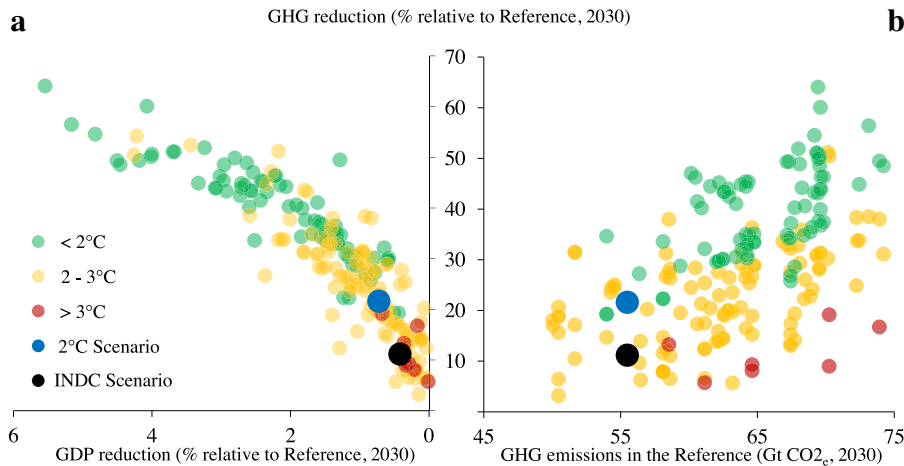 a
GHG reduction (% relative to Reference, 2030)
b
70
60
50
40
30
20
10
< 2°C
2 - 3°C
> 3°C
2°C Scenario
INDC Scenario
6
4
2
0
45
55
65
75
GDP reduction (% relative to Reference, 2030)
GHG emissions in the Reference (Gt CO2e, 2030)